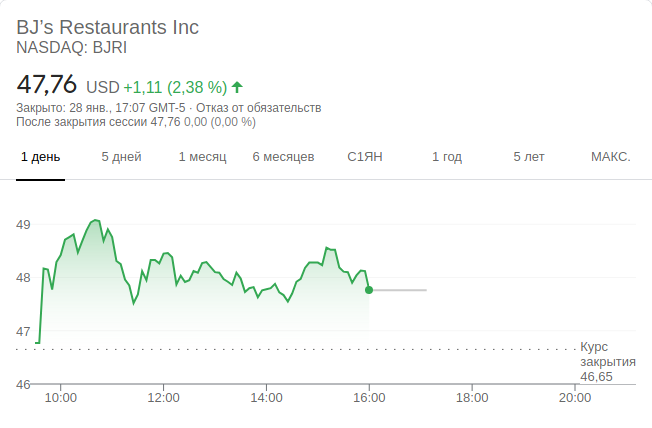 BJ’s Restaurants Inc
NASDAQ: BJRI
47,76 USD +1,11 (2,38 %)
Закрыто: 28 янв., 17:07 GMT-5 · Отказ от обязательств
После закрытия сессии 47,76 0,00 (0,00 %)
1 день 5 дней 1 месяц 6 месяцев С1ЯН 1 год 5 лет МАКС.
49
48
47
Курс
закрытия
46,65
46
10:00 12:00 14:00 16:00 18:00 20:00